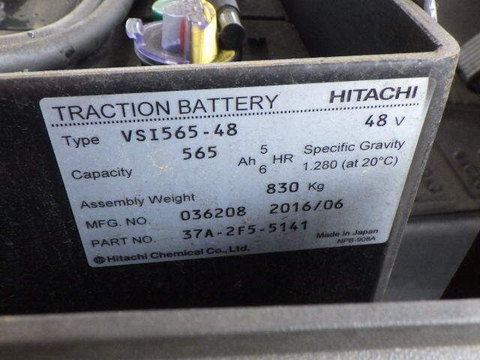 TRACTION BATTERY HITACHI
Type VSI565-48 48 V
Capacity 565 Ah 5/6 HR Specific Gravity 1.280 (at 20°C)
Assembly Weight 830 Kg
MFG. NO. 036208 2016/06
PART NO. 37A-2F5-5141 Made in Japan
Hitachi Chemical Co., Ltd. NPB-908A